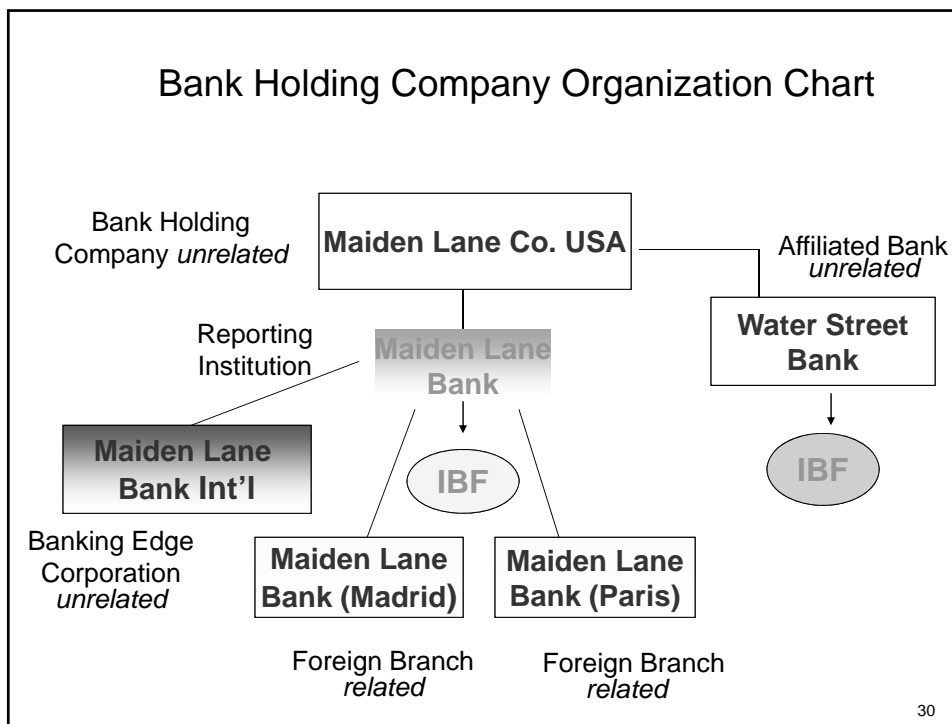 Bank Holding Company Organization Chart
Bank Holding
Company unrelated
Maiden Lane Co. USA
Affiliated Bank
unrelated
Water Street
Bank
Reporting
Institution
Maiden Lane
Bank
Maiden Lane
Bank Int'l
IBF
IBF
Banking Edge
Corporation
unrelated
Maiden Lane
Bank (Madrid)
Maiden Lane
Bank (Paris)
Foreign Branch
related
Foreign Branch
related
30